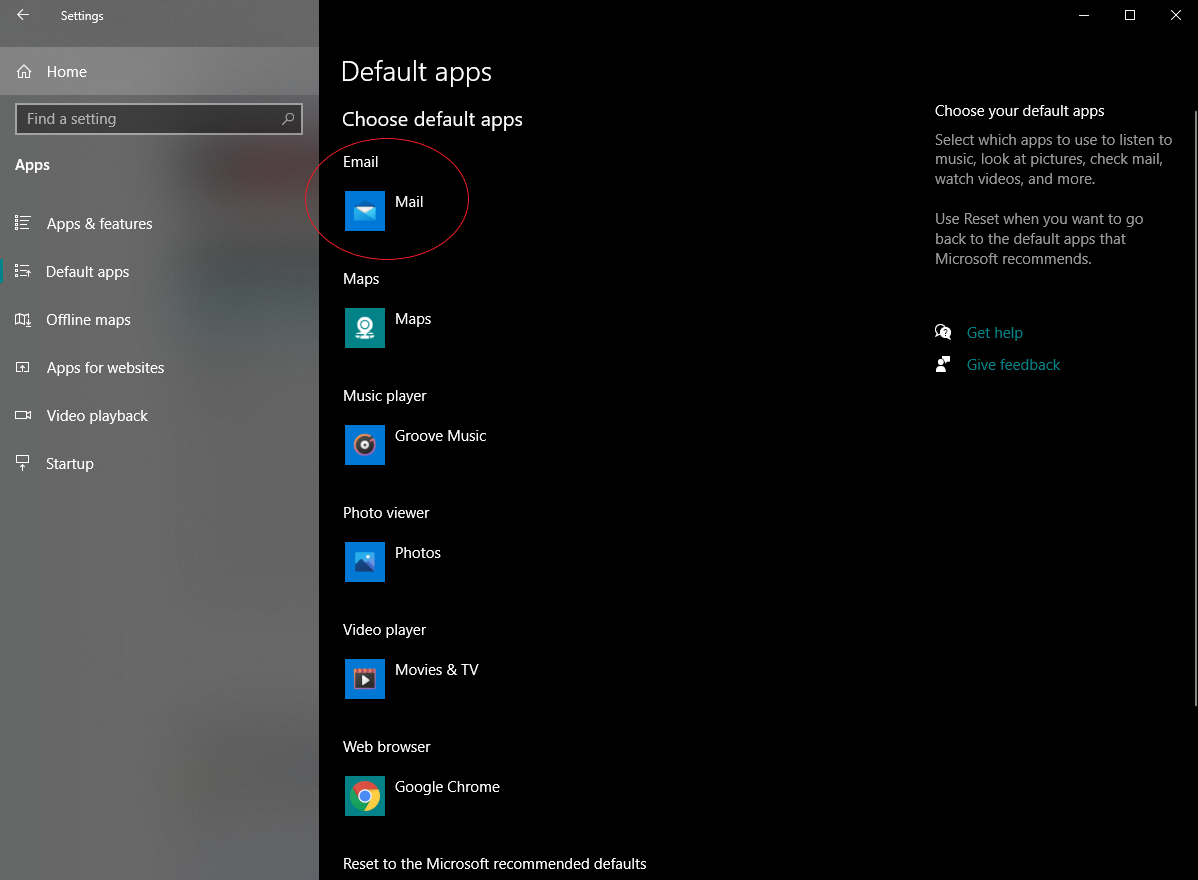 Settings
Home
Find a setting
Apps
Apps & features
Default apps
Offline maps
Apps for websites
Video playback
Startup
Default apps
Choose default apps
Email
Mail
Maps
Maps
Music player
Groove Music
Photo viewer
Photos
Video player
Movies & TV
Web browser
Google Chrome
Reset to the Microsoft recommended defaults
Choose your default apps
Select which apps to use to listen to
music, look at pictures, check mail,
watch videos, and more.
Use Reset when you want to go
back to the default apps that
Microsoft recommends.
Get help
Give feedback